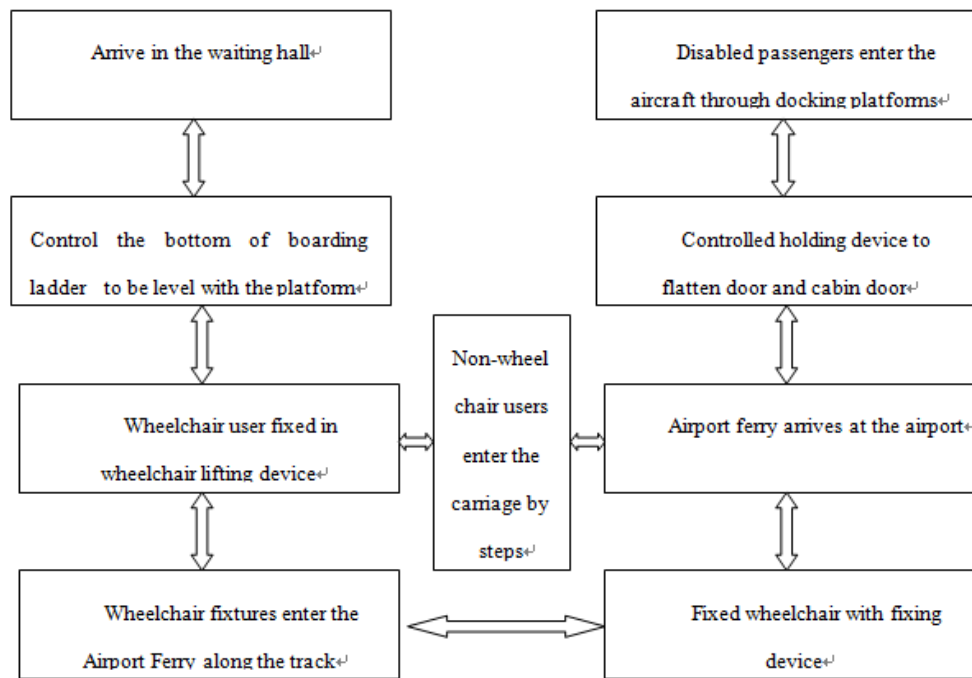 Arrive in the waiting hall↵
Disabled passengers enter the
aircraft through docking platforms↵
Control the bottom of boarding
ladder to be level with the platform↵
Controlled holding device to
flatten door and cabin door↵
Non-wheel
chair users
enter the
carriage by
steps↵
Wheelchair user fixed in
wheelchair lifting device↵
Airport ferry arrives at the airport↵
Wheelchair fixtures enter the
Airport Ferry along the track↵
Fixed wheelchair with fixing
device↵